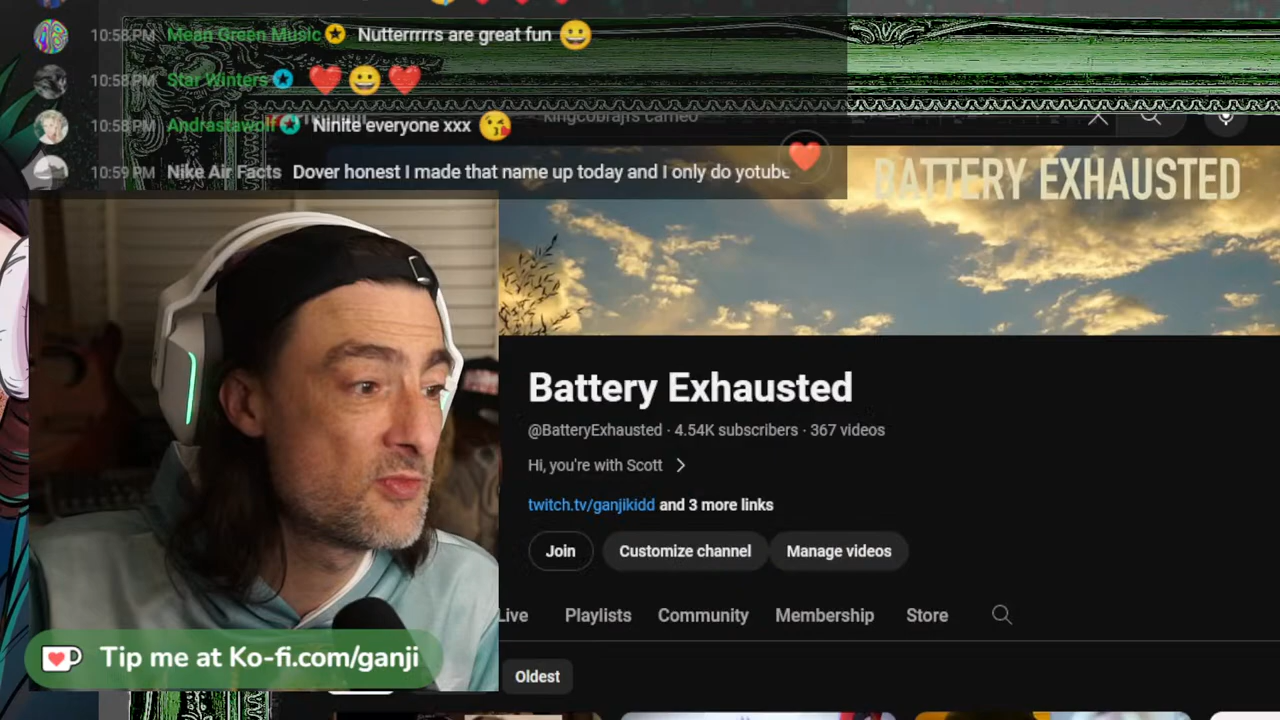 10:58 PM Mean Green Music Nutterrrrrs are great fun
10:58 PM Star Winters
10:58 PM Andrastawolf Ninite everyone xxx
kingcobrajfs cameo
10:59 PM Nike Air Facts Dover honest I made that name up today and I only do yotube
BATTERY EXHAUSTED
Battery Exhausted
@BatteryExhausted · 4.54K subscribers · 367 videos
Hi, you're with Scott
twitch.tv/ganjikidd and 3 more links
Join Customize channel Manage videos
Live Playlists Community Membership Store
Tip me at Ko-fi.com/ganji
Oldest